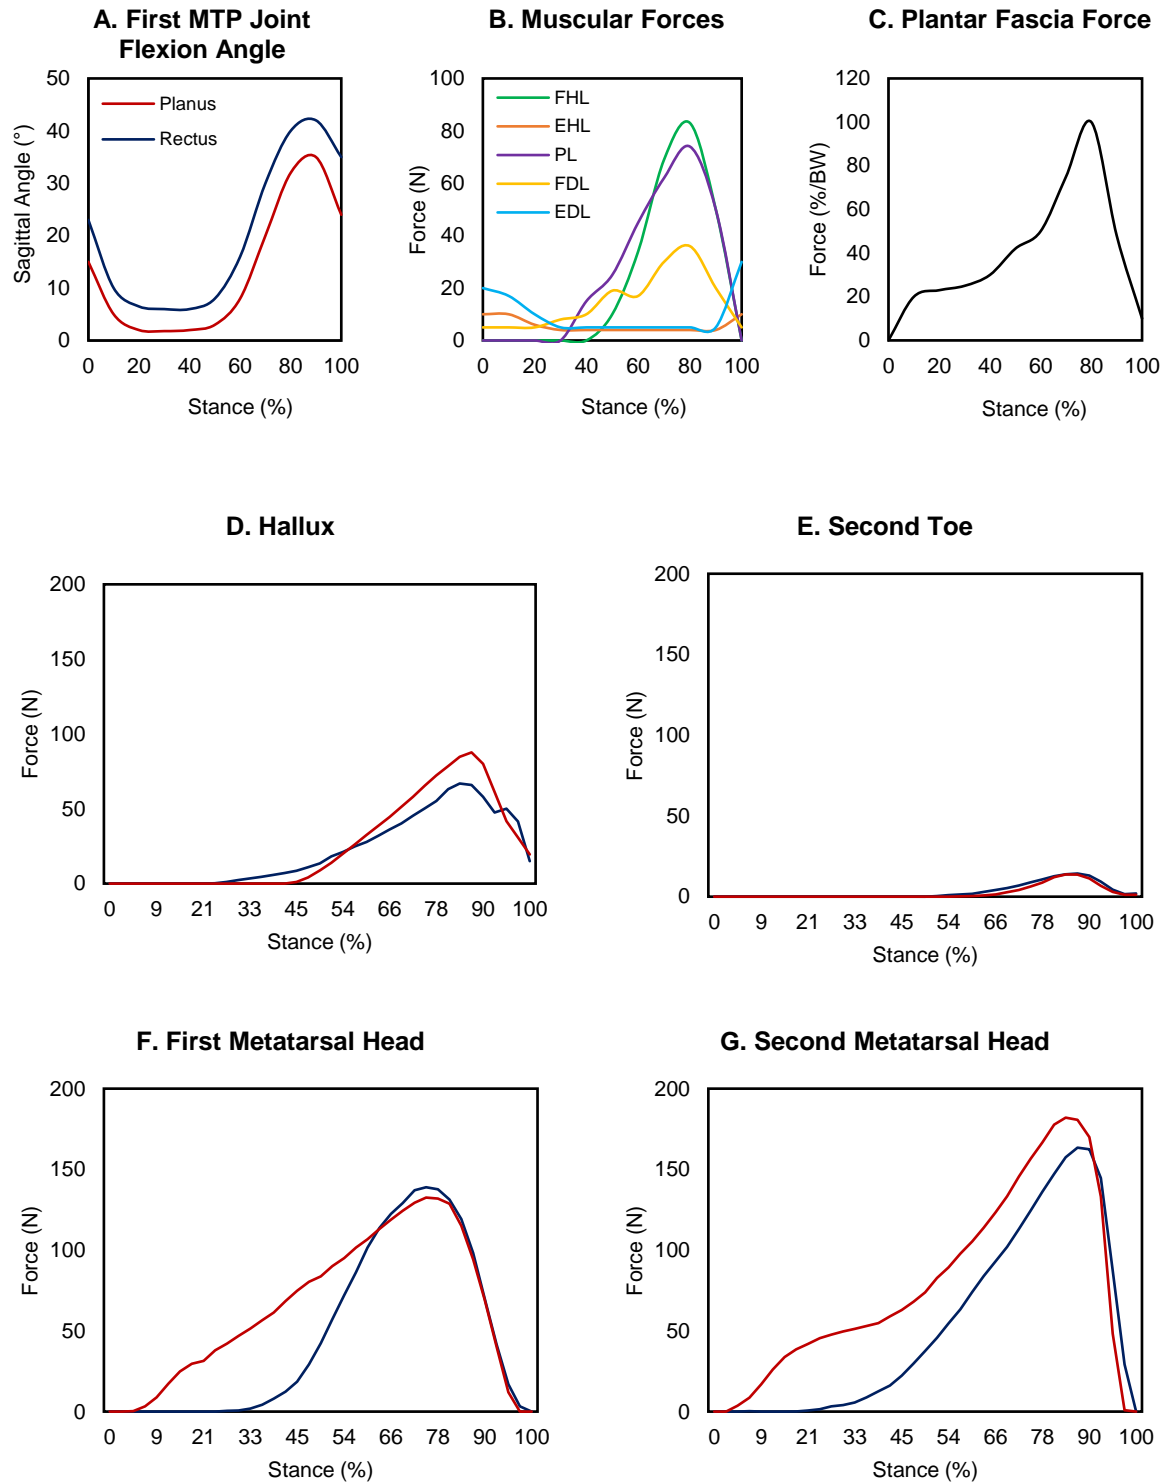 A. First MTP Joint
Flexion Angle
50
40
30
20
10
0
Sagittal Angle (°)
Planus
Rectus
0 20 40 60 80 100
Stance (%)
B. Muscular Forces
100
80
60
40
20
0
Force (N)
FHL
EHL
PL
FDL
EDL
0 20 40 60 80 100
Stance (%)
C. Plantar Fascia Force
120
100
80
60
40
20
0
Force (%/BW)
0 20 40 60 80 100
Stance (%)
D. Hallux
200
150
100
50
0
Force (N)
0 9 21 33 45 54 66 78 90 100
Stance (%)
E. Second Toe
200
150
100
50
0
Force (N)
0 9 21 33 45 54 66 78 90 100
Stance (%)
F. First Metatarsal Head
200
150
100
50
0
Force (N)
0 9 21 33 45 54 66 78 90 100
Stance (%)
G. Second Metatarsal Head
200
150
100
50
0
Force (N)
0 9 21 33 45 54 66 78 90 100
Stance (%)